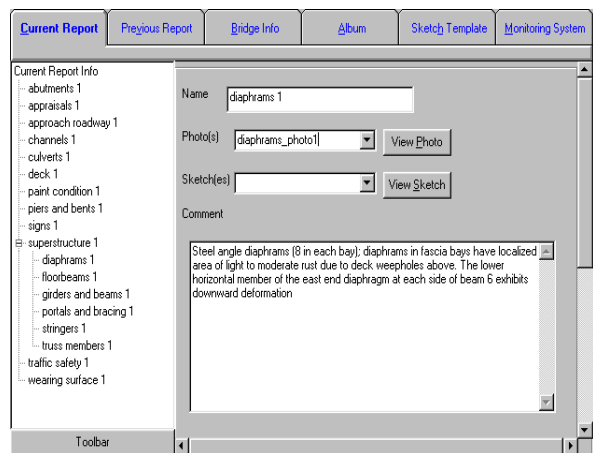 Current Report Previous Report Bridge Info Album Sketch Template Monitoring System
Current Report Info
abutments 1
appraisals 1
approach roadway 1
channels 1
culverts 1
deck 1
paint condition 1
piers and bents 1
signs 1
superstructure 1
diaphrams 1
floorbeams 1
girders and beams 1
portals and bracing 1
stringers 1
truss members 1
traffic safety 1
wearing surface 1
Toolbar
Name diaphrams 1
Photo(s) diaphrams_photo1 View Photo
Sketch(es) View Sketch
Comment
Steel angle diaphrams (8 in each bay); diaphrams in fascia bays have localized
area of light to moderate rust due to deck weepholes above. The lower
horizontal member of the east end diaphragm at each side of beam 6 exhibits
downward deformation